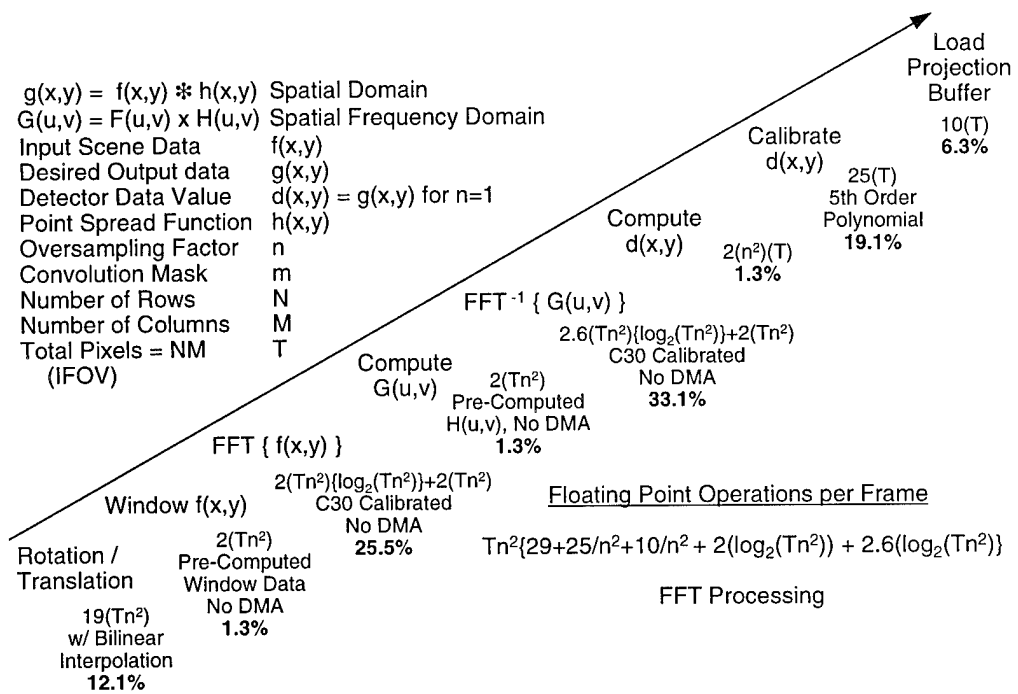 g(x,y) = f(x,y) ✻ h(x,y) Spatial Domain
G(u,v) = F(u,v) x H(u,v) Spatial Frequency Domain
Input Scene Data f(x,y)
Desired Output data g(x,y)
Detector Data Value d(x,y) = g(x,y) for n=1
Point Spread Function h(x,y)
Oversampling Factor n
Convolution Mask m
Number of Rows N
Number of Columns M
Total Pixels = NM T
(IFOV)
Rotation /
Translation
19(Tn²)
w/ Bilinear
Interpolation
12.1%
Window f(x,y)
2(Tn²)
Pre-Computed
Window Data
No DMA
1.3%
FFT { f(x,y) }
2(Tn²){log₂(Tn²)}+2(Tn²)
C30 Calibrated
No DMA
25.5%
Compute
G(u,v)
2(Tn²)
Pre-Computed
H(u,v), No DMA
1.3%
FFT⁻¹ { G(u,v) }
2.6(Tn²){log₂(Tn²)}+2(Tn²)
C30 Calibrated
No DMA
33.1%
Compute
d(x,y)
2(n²)(T)
1.3%
Calibrate
d(x,y)
25(T)
5th Order
Polynomial
19.1%
Load
Projection
Buffer
10(T)
6.3%
Floating Point Operations per Frame
Tn²{29+25/n²+10/n² + 2(log₂(Tn²)) + 2.6(log₂(Tn²)}
FFT Processing